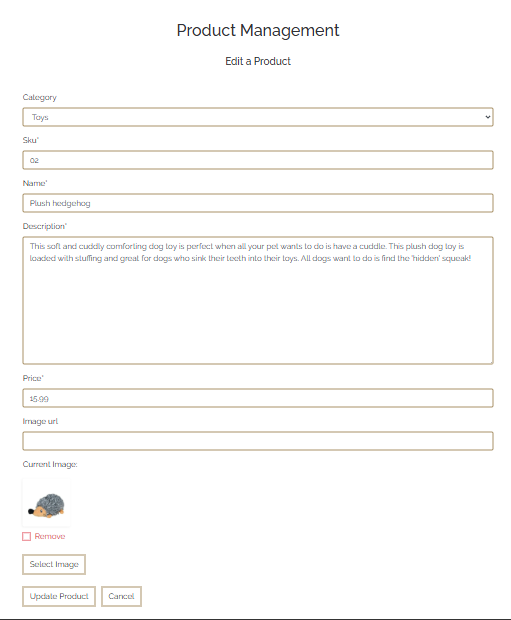 Product Management
Edit a Product
Category
Toys
Sku*
02
Name*
Plush hedgehog
Description*
This soft and cuddly comforting dog toy is perfect when all your pet wants to do is have a cuddle. This plush dog toy is
loaded with stuffing and great for dogs who sink their teeth into their toys. All dogs want to do is find the 'hidden' squeak!
Price*
15.99
Image url
Current Image:
Remove
Select Image
Update Product Cancel